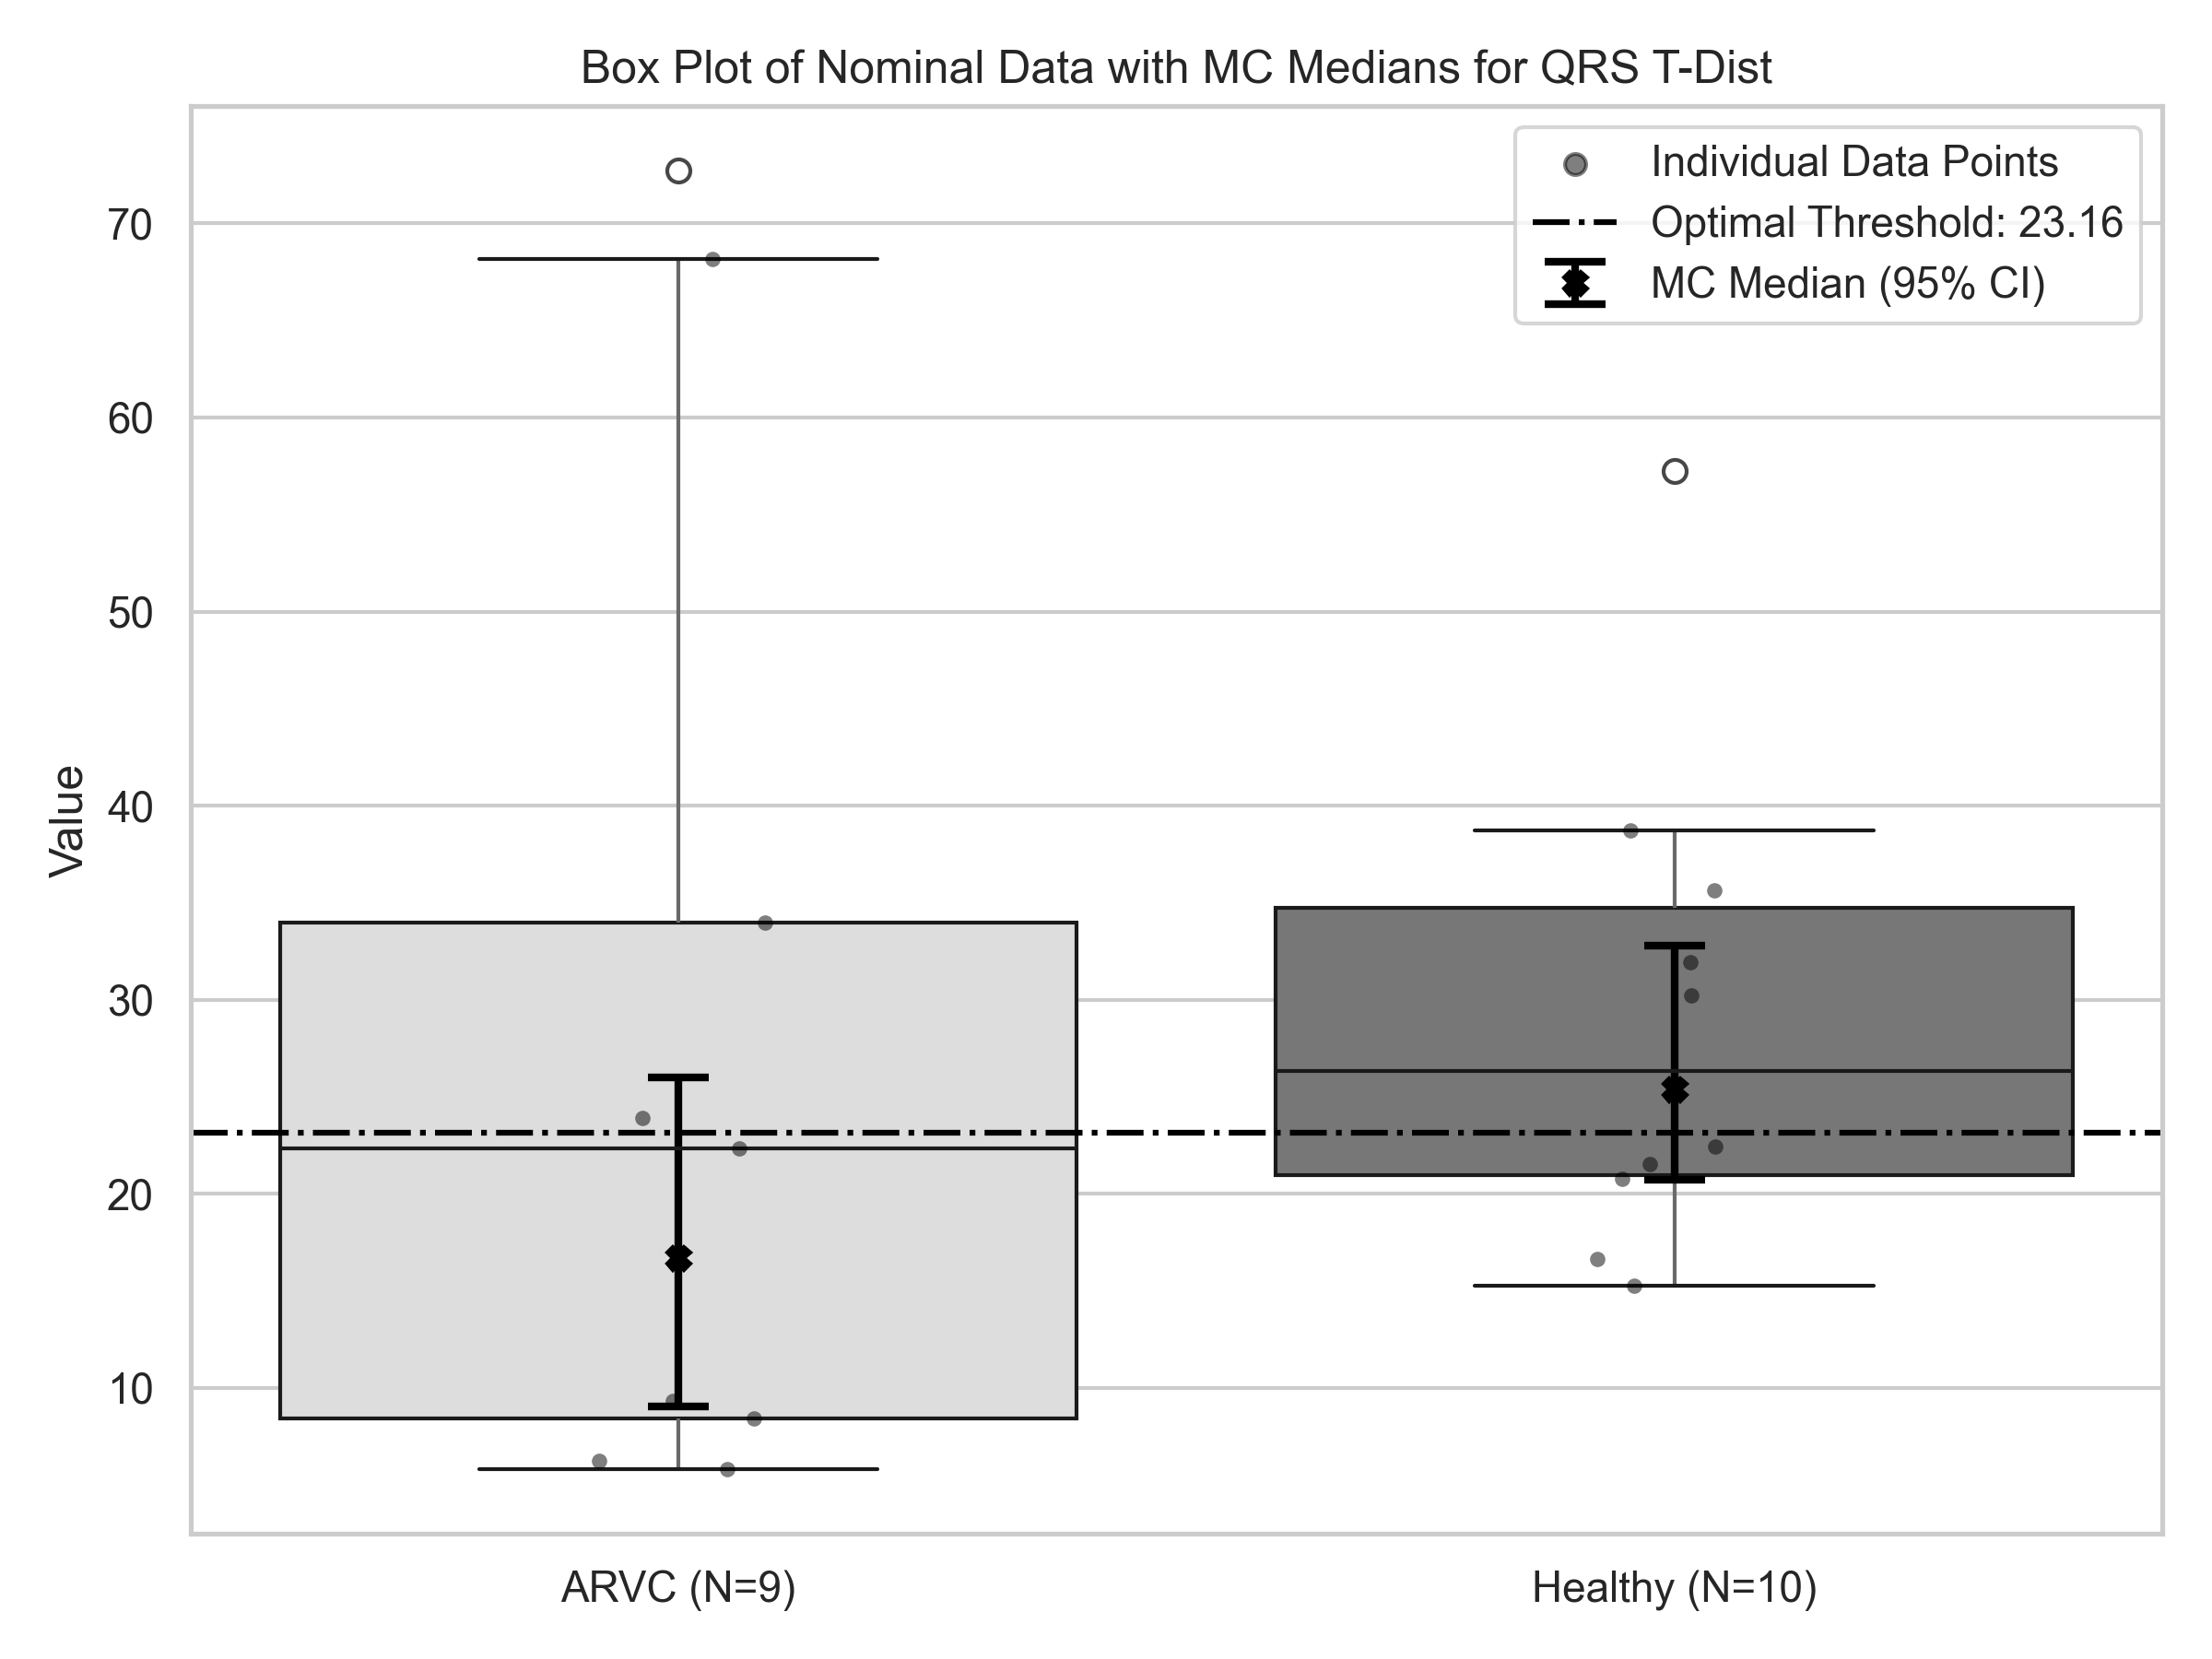 Box Plot of Nominal Data with MC Medians for QRS T-Dist
Individual Data Points
Optimal Threshold: 23.16
MC Median (95% CI)
Value
70
60
50
40
30
20
10
ARVC (N=9)
Healthy (N=10)